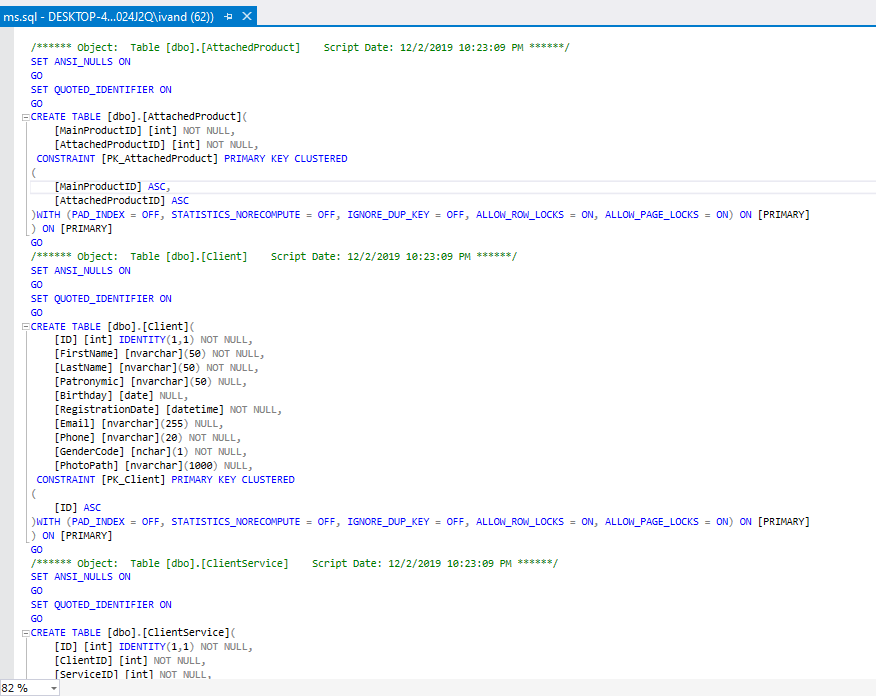 ms.sql - DESKTOP-4...024J2Q\ivand (62))
/****** Object:  Table [dbo].[AttachedProduct]    Script Date: 12/2/2019 10:23:09 PM ******/
SET ANSI_NULLS ON
GO
SET QUOTED_IDENTIFIER ON
GO
CREATE TABLE [dbo].[AttachedProduct](
    [MainProductID] [int] NOT NULL,
    [AttachedProductID] [int] NOT NULL,
 CONSTRAINT [PK_AttachedProduct] PRIMARY KEY CLUSTERED
(
    [MainProductID] ASC,
    [AttachedProductID] ASC
)WITH (PAD_INDEX = OFF, STATISTICS_NORECOMPUTE = OFF, IGNORE_DUP_KEY = OFF, ALLOW_ROW_LOCKS = ON, ALLOW_PAGE_LOCKS = ON) ON [PRIMARY]
) ON [PRIMARY]
GO
/****** Object:  Table [dbo].[Client]    Script Date: 12/2/2019 10:23:09 PM ******/
SET ANSI_NULLS ON
GO
SET QUOTED_IDENTIFIER ON
GO
CREATE TABLE [dbo].[Client](
    [ID] [int] IDENTITY(1,1) NOT NULL,
    [FirstName] [nvarchar](50) NOT NULL,
    [LastName] [nvarchar](50) NOT NULL,
    [Patronymic] [nvarchar](50) NULL,
    [Birthday] [date] NULL,
    [RegistrationDate] [datetime] NOT NULL,
    [Email] [nvarchar](255) NULL,
    [Phone] [nvarchar](20) NOT NULL,
    [GenderCode] [nchar](1) NOT NULL,
    [PhotoPath] [nvarchar](1000) NULL,
 CONSTRAINT [PK_Client] PRIMARY KEY CLUSTERED
(
    [ID] ASC
)WITH (PAD_INDEX = OFF, STATISTICS_NORECOMPUTE = OFF, IGNORE_DUP_KEY = OFF, ALLOW_ROW_LOCKS = ON, ALLOW_PAGE_LOCKS = ON) ON [PRIMARY]
) ON [PRIMARY]
GO
/****** Object:  Table [dbo].[ClientService]    Script Date: 12/2/2019 10:23:09 PM ******/
SET ANSI_NULLS ON
GO
SET QUOTED_IDENTIFIER ON
GO
CREATE TABLE [dbo].[ClientService](
    [ID] [int] IDENTITY(1,1) NOT NULL,
    [ClientID] [int] NOT NULL,
    [ServiceID] [int] NOT NULL,
82 %